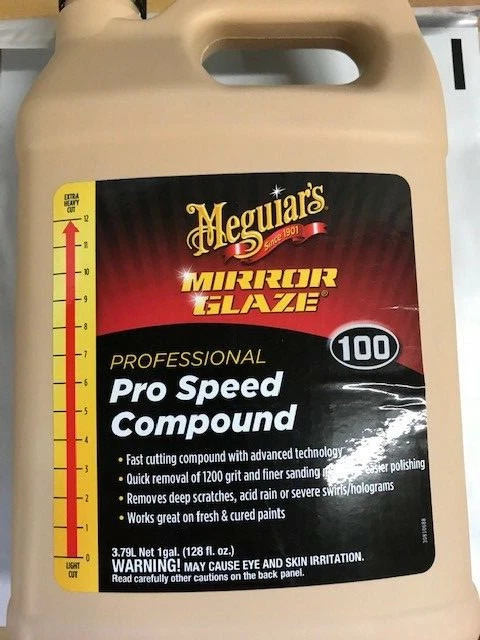 EXTRA
HEAVY
CUT
12
11
10
9
8
7
6
5
4
3
2
1
0
LIGHT
CUT
Meguiar's
Since 1901
MIRROR
GLAZE®
100
PROFESSIONAL
Pro Speed
Compound
• Fast cutting compound with advanced technology
• Quick removal of 1200 grit and finer sanding easier polishing
• Removes deep scratches, acid rain or severe swirls/holograms
• Works great on fresh & cured paints
3.79L Net 1gal. (128 fl. oz.)
WARNING! MAY CAUSE EYE AND SKIN IRRITATION.
Read carefully other cautions on the back panel.